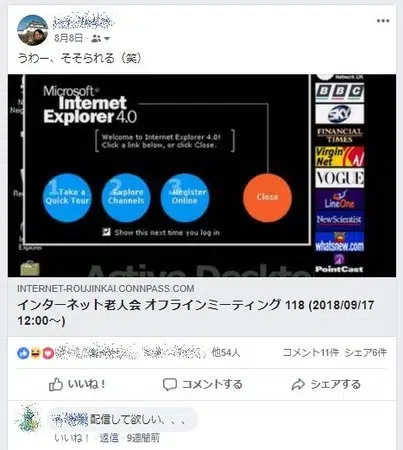 8月8日
うわー、そそられる（笑）
Microsoft
Internet
Explorer 4.0
Welcome to Internet Explorer 4.0!
Click a link below, or click Close.
1 Take a
Quick Tour
2 Explore
Channels
3 Register
Online
Close
Show this next time you log in
BBC
SKY
FINANCIAL
TIMES
Virgin
Net
VOGUE
LineOne
NewScientist
whatsnew.com
PointCast
Explorer
INTERNET-ROUJINKAI.CONNPASS.COM
インターネット老人会 オフラインミーティング 118 (2018/09/17
12:00～)
、他54人
コメント11件 シェア6件
いいね！
コメントする
シェアする
配信して欲しい、、、
いいね！ · 返信 · 9週間前